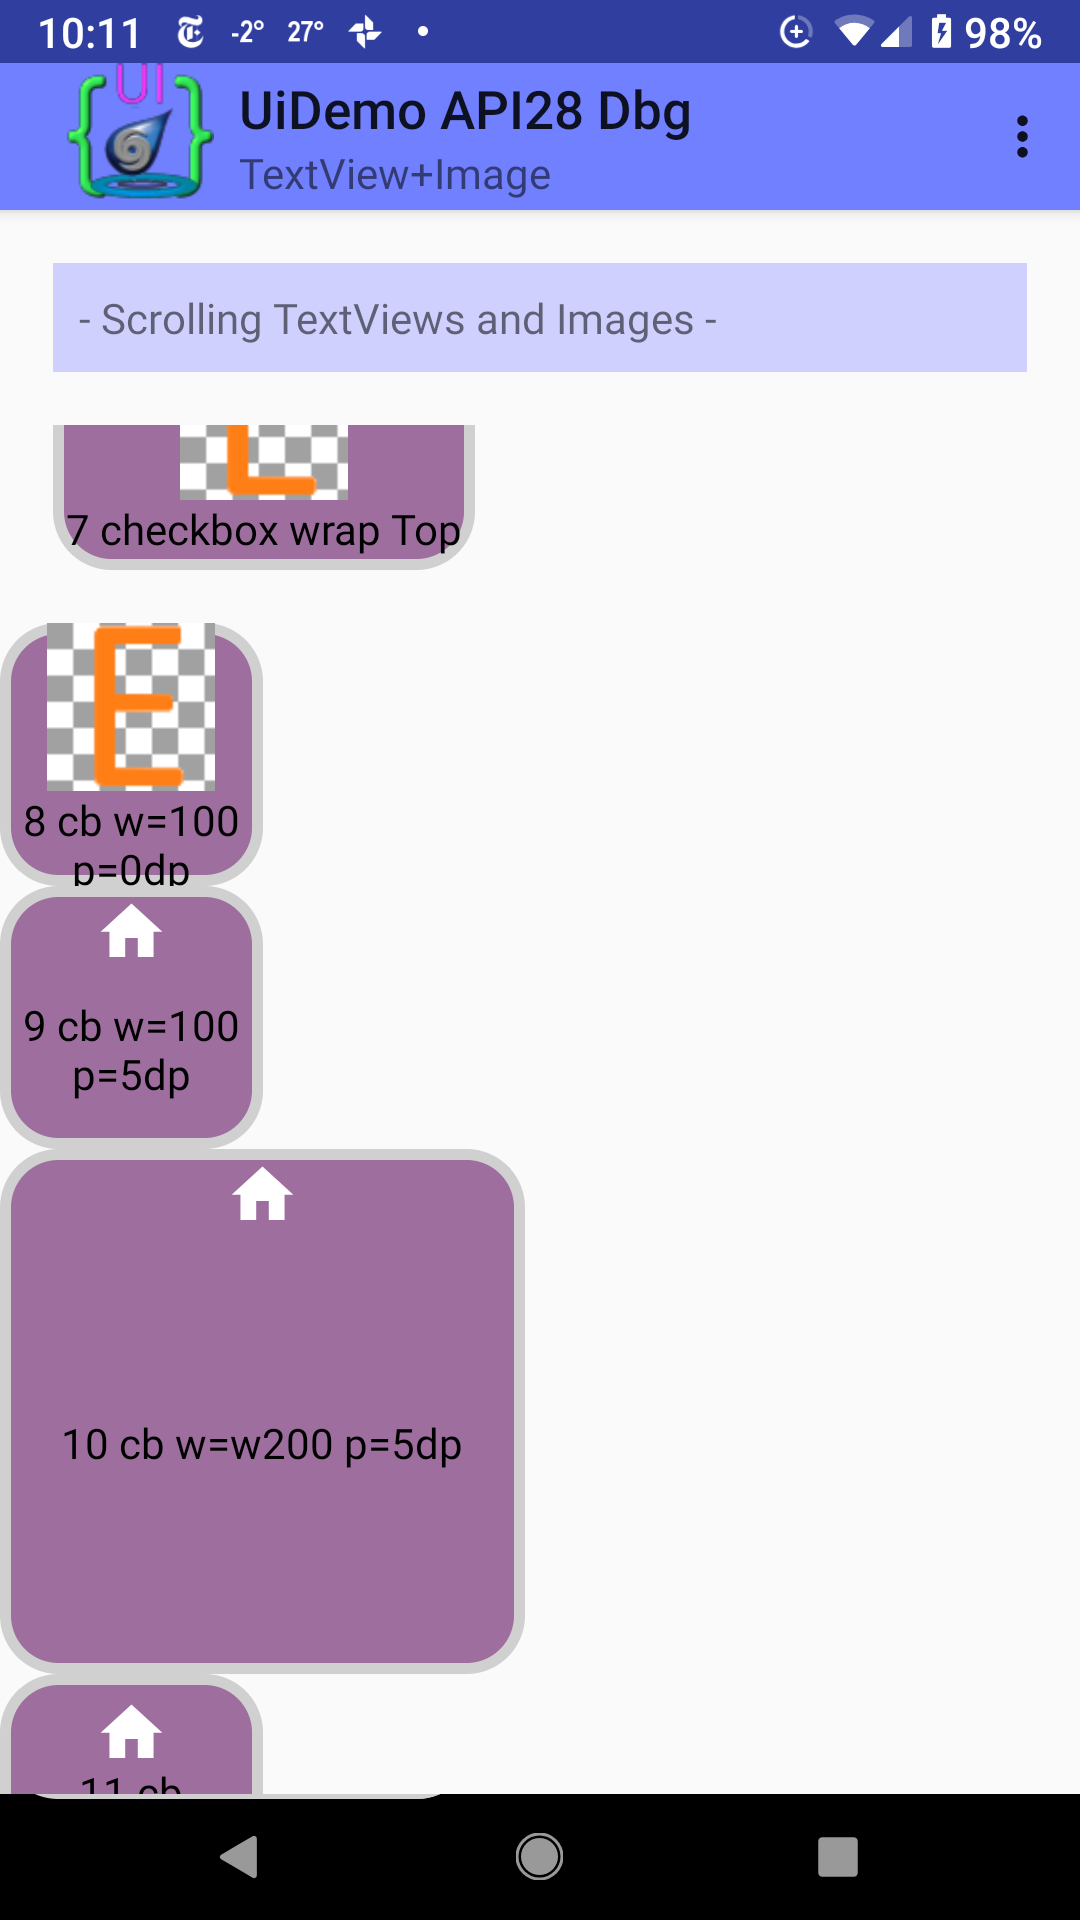 10:11 -2° 27° 98%
UI
UiDemo API28 Dbg
TextView+Image
- Scrolling TextViews and Images -
7 checkbox wrap Top
E
8 cb w=100
p=0dp
9 cb w=100
p=5dp
10 cb w=w200 p=5dp
11 cb